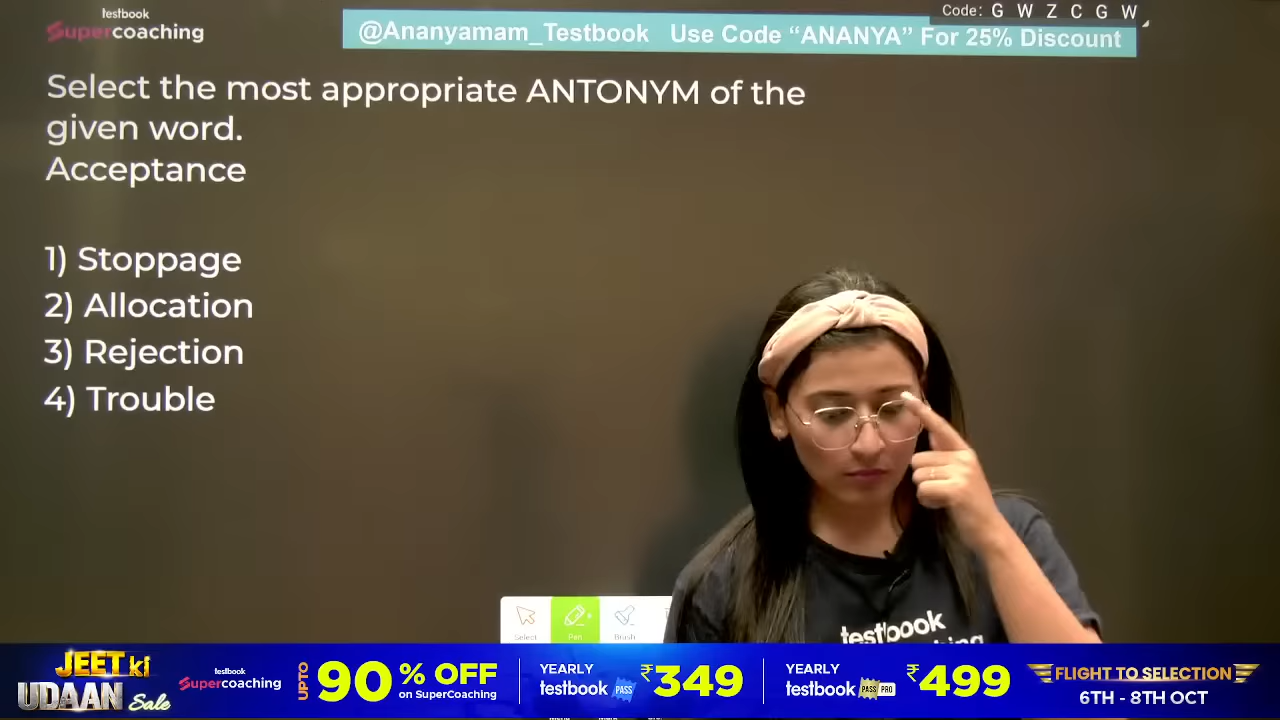 testbook
Supercoaching
@Ananyamam_Testbook Use Code “ANANYA” For 25% Discount
Code: G W Z C G W
Select the most appropriate ANTONYM of the
given word.
Acceptance
1) Stoppage
2) Allocation
3) Rejection
4) Trouble
Select
Pen
Brush
testbook
JEET ki
UDAAN Sale
testbook
Supercoaching
UPTO 90% OFF
on SuperCoaching
YEARLY
testbook PASS ₹349
YEARLY
testbook PASS PRO ₹499
FLIGHT TO SELECTION
6TH - 8TH OCT